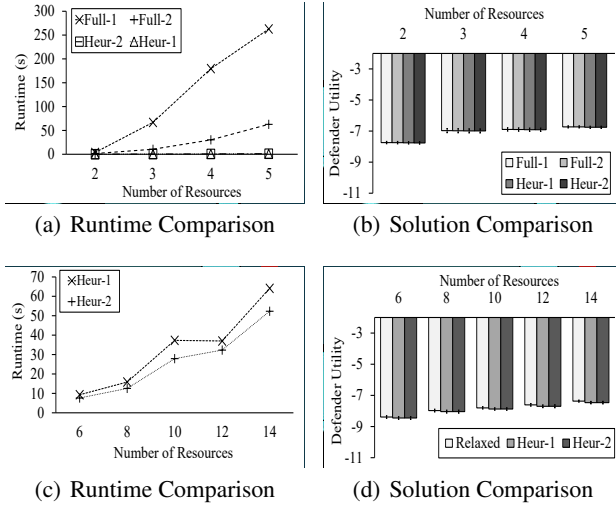 300
250
200
150
100
50
0
Runtime (s)
Full-1 Full-2
Heur-2 Heur-1
2 3 4 5
Number of Resources
(a) Runtime Comparison
Number of Resources
2 3 4 5
-3
-5
-7
-9
-11
Defender Utility
Full-1 Full-2
Heur-1 Heur-2
(b) Solution Comparison
70
60
50
40
30
20
10
0
Runtime (s)
Heur-1
Heur-2
6 8 10 12 14
Number of Resources
(c) Runtime Comparison
Number of Resources
6 8 10 12 14
-3
-5
-7
-9
-11
Defender Utility
Relaxed Heur-1 Heur-2
(d) Solution Comparison